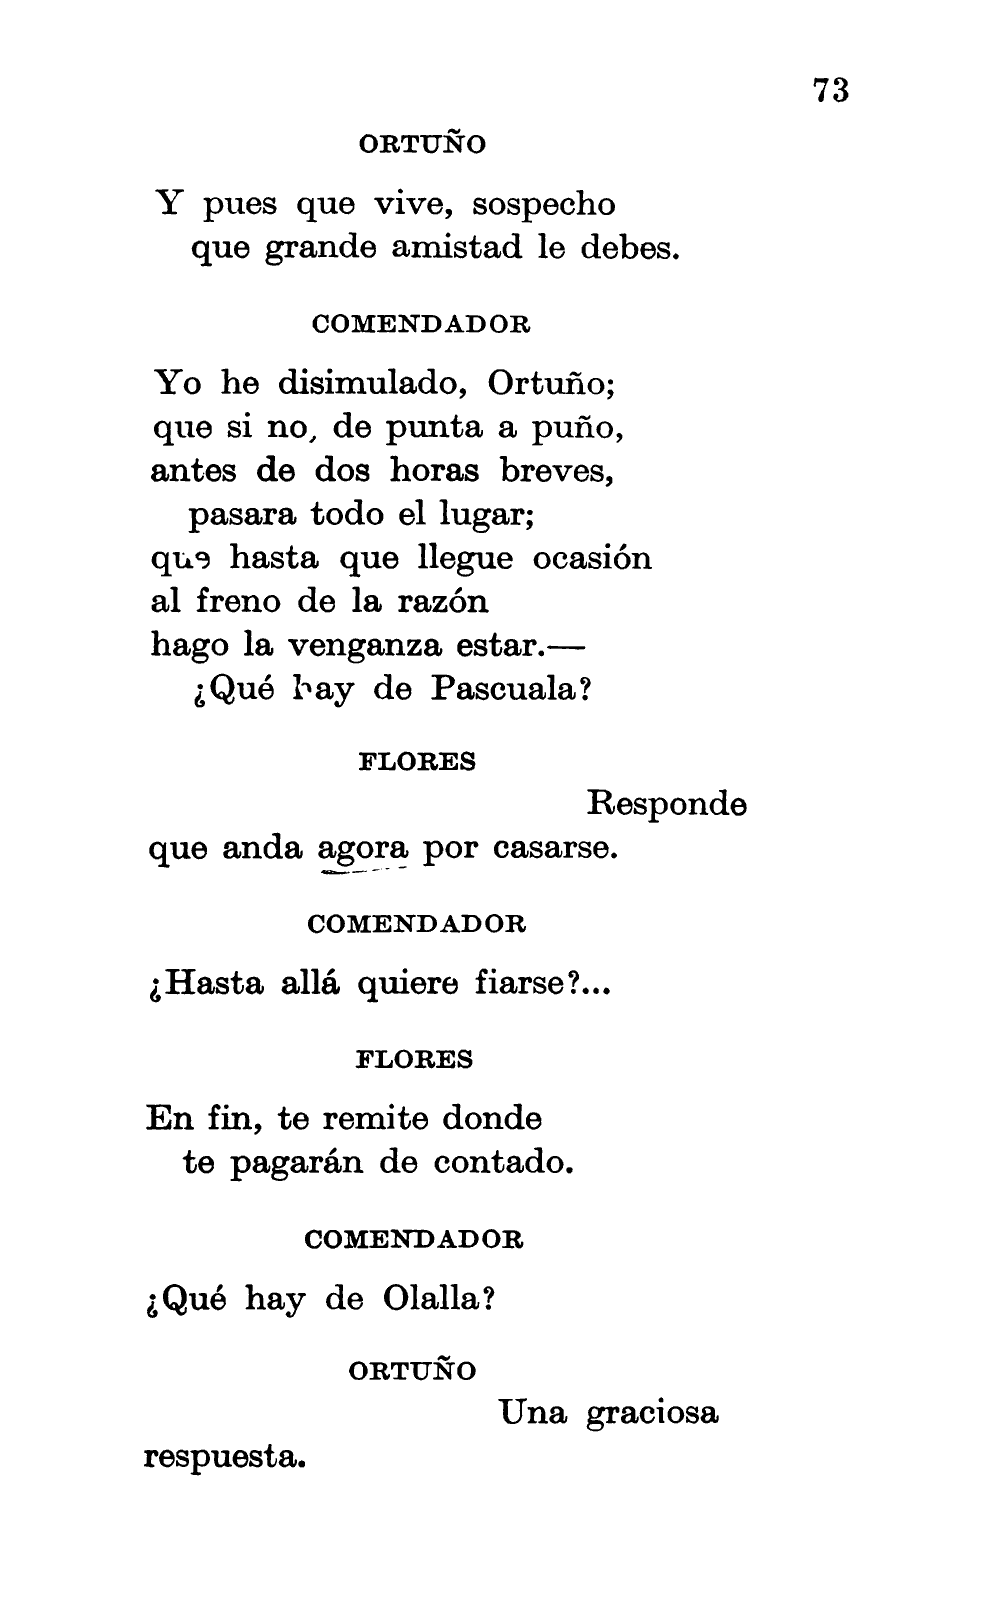 73
ORTUÑO
Y pues que vive, sospecho
que grande amistad le debes.
COMENDADOR
Yo he disimulado, Ortuño;
que si no, de punta a puño,
antes de dos horas breves,
pasara todo el lugar;
que hasta que llegue ocasión
al freno de la razón
hago la venganza estar.—
¿Qué hay de Pascuala?
FLORES
Responde
que anda agora por casarse.
COMENDADOR
¿Hasta allá quiere fiarse?...
FLORES
En fin, te remite donde
te pagarán de contado.
COMENDADOR
¿Qué hay de Olalla?
ORTUÑO
Una graciosa
respuesta.